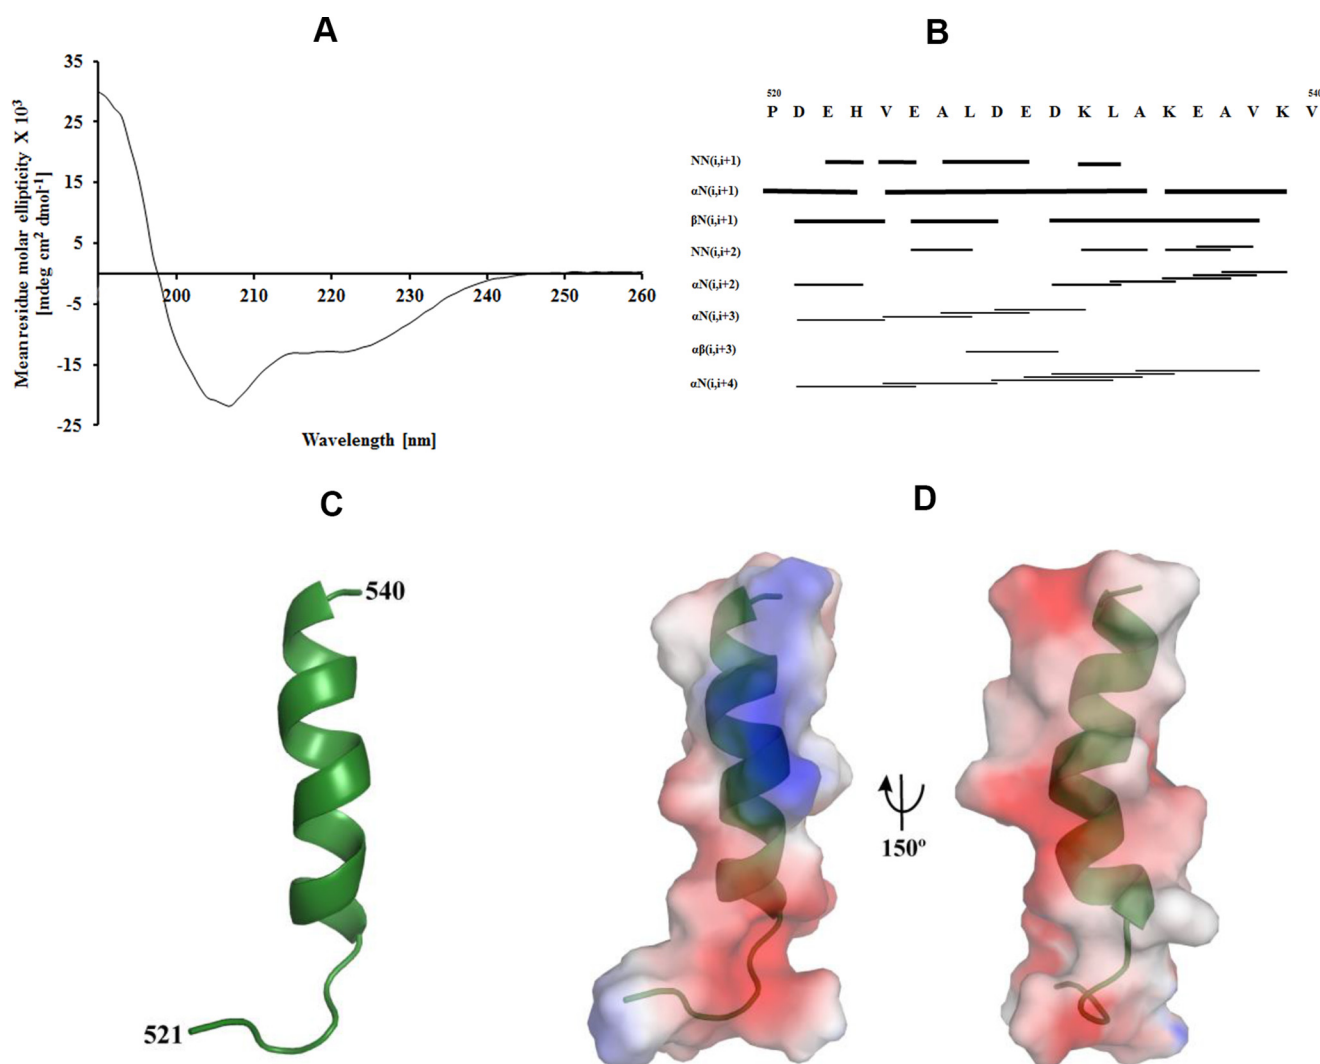 A
B
35
25
15
5
-5
-15
-25
200 210 220 230 240 250 260
Mean residue molar ellipticity X 10³
[mdeg cm² dmol⁻¹]
Wavelength [nm]
520 540
P D E H V E A L D E D K L A K E A V K V
NN(i,i+1)
αN(i,i+1)
βN(i,i+1)
NN(i,i+2)
αN(i,i+2)
αN(i,i+3)
αβ(i,i+3)
αN(i,i+4)
C
D
540
521
150º